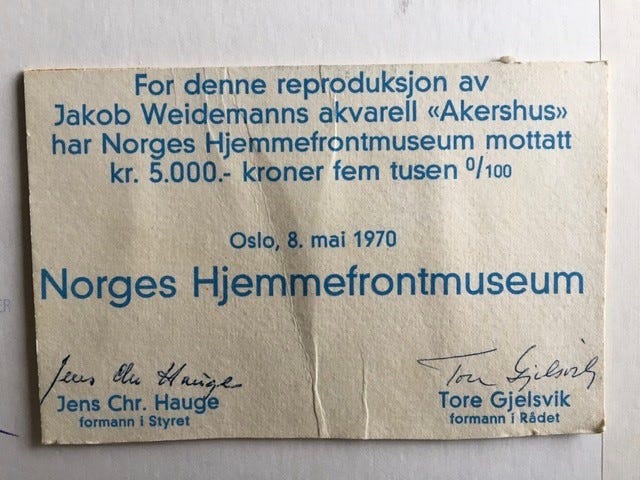 For denne reproduksjon av
Jakob Weidemanns akvarell «Akershus»
har Norges Hjemmefrontmuseum mottatt
kr. 5.000.- kroner fem tusen 0/100
Oslo, 8. mai 1970
Norges Hjemmefrontmuseum
Jens Chr Hauge
Tore Gjelsvik
Jens Chr. Hauge
formann i Styret
Tore Gjelsvik
formann i Rådet